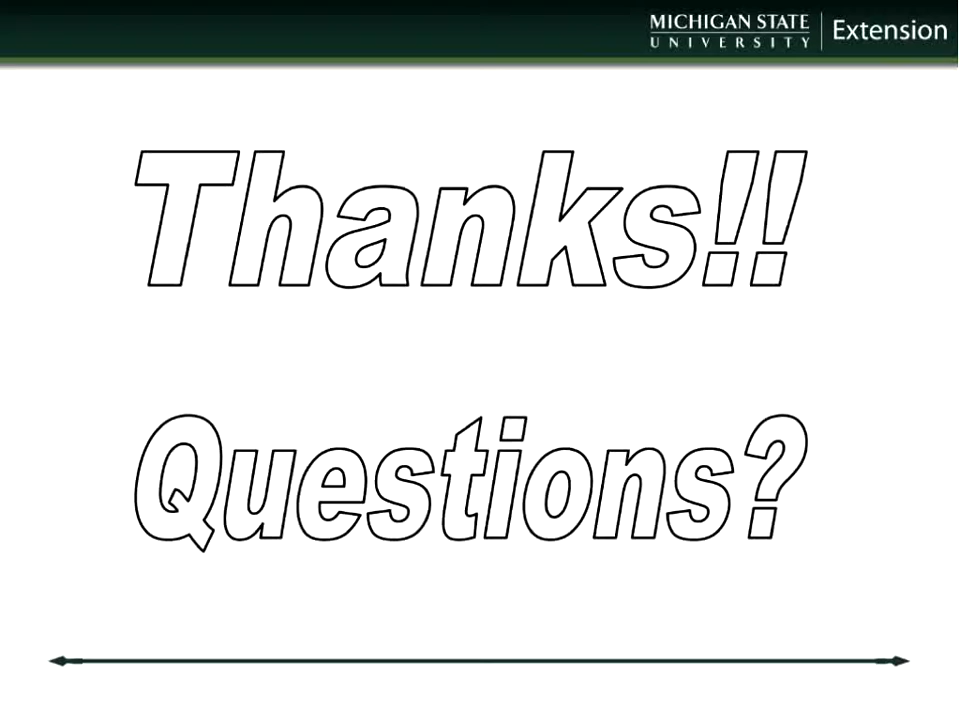 MICHIGAN STATE
UNIVERSITY
Extension
Thanks!!
Questions?